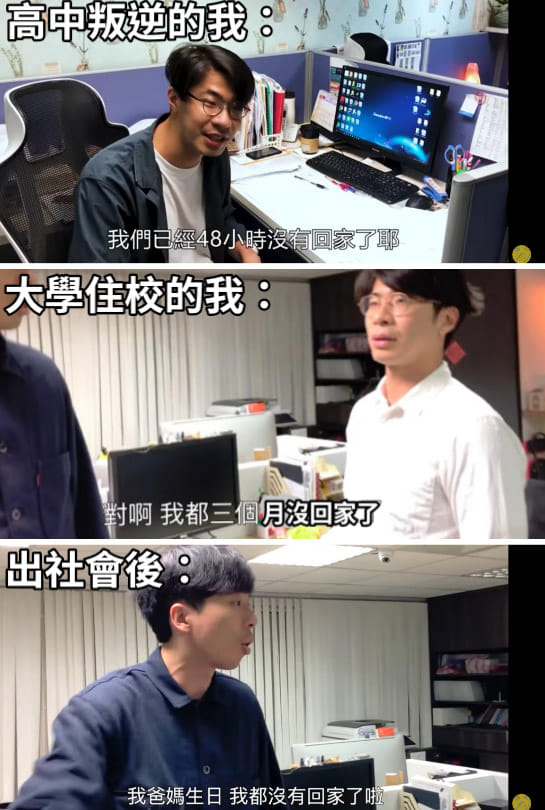 高中叛逆的我：
我們已經48小時沒有回家了耶
大學住校的我：
對啊 我都三個月沒回家了
出社會後：
我爸媽生日 我都沒有回家了啦